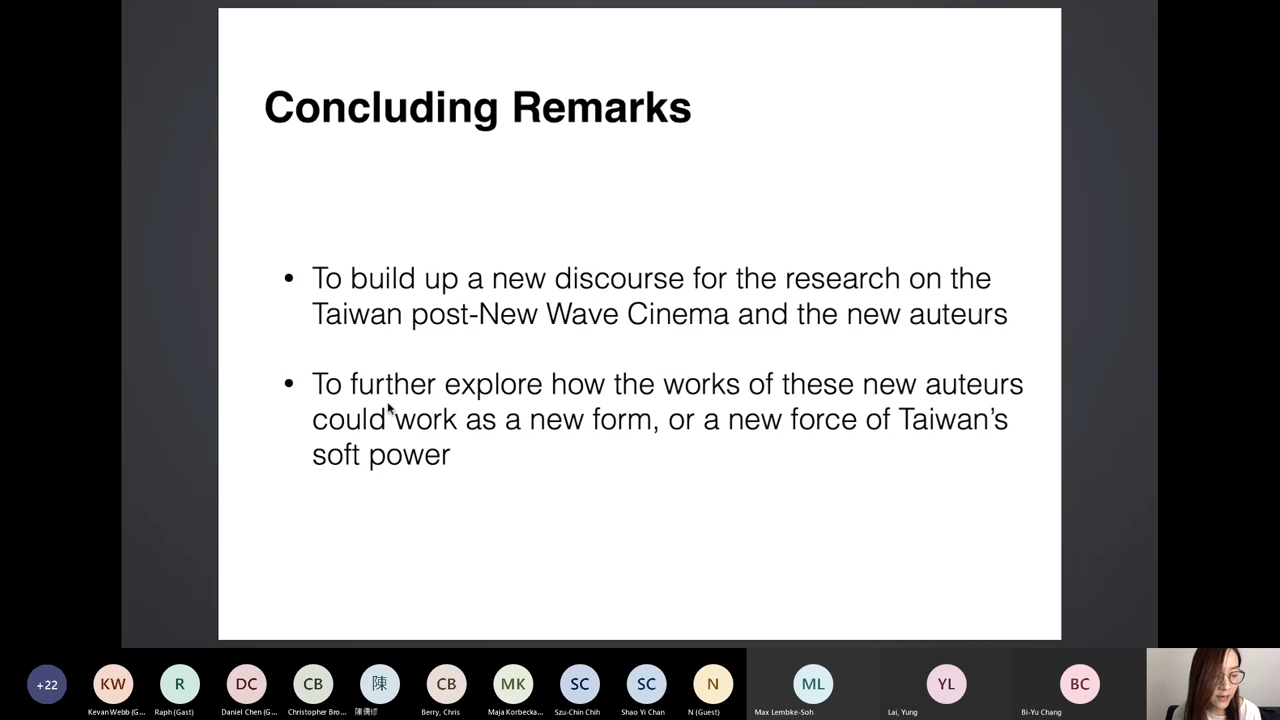 Concluding Remarks
• To build up a new discourse for the research on the
Taiwan post-New Wave Cinema and the new auteurs
• To further explore how the works of these new auteurs
could work as a new form, or a new force of Taiwan’s
soft power
+22
KW
R
DC
CB
陳
CB
MK
SC
SC
N
ML
YL
BC
Kevan Webb (G...
Raph (Gast)
Daniel Chen (G...
Christopher Bro...
Berry, Chris
Maja Korbecka...
Szu-Chin Chih
Shao Yi Chan
N (Guest)
Max Lembke-Soh
Lai, Yung
Bi-Yu Chang